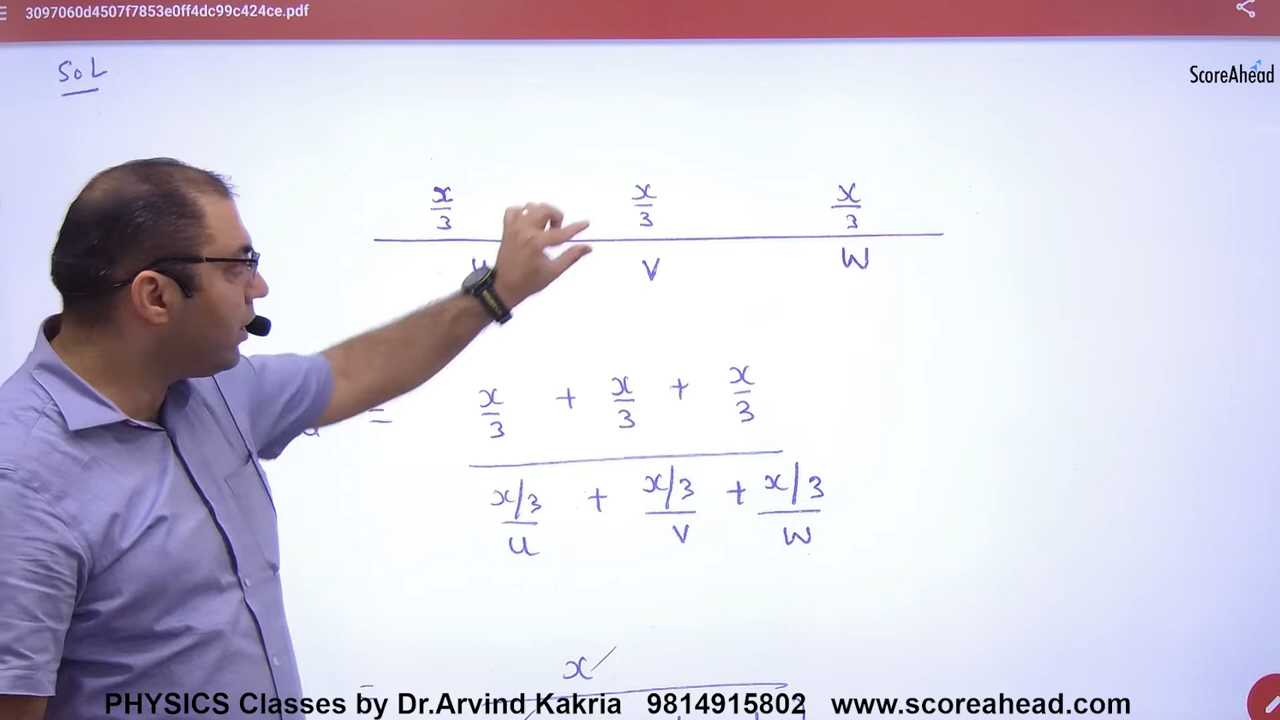 3097060d4507f7853e0ff4dc99c424ce.pdf
SoL
ScoreAhead
x/3 x/3 x/3
u V W
= x/3 + x/3 + x/3
x/3 + x/3 + x/3
u V W
= x
PHYSICS Classes by Dr.Arvind Kakria 9814915802 www.scoreahead.com